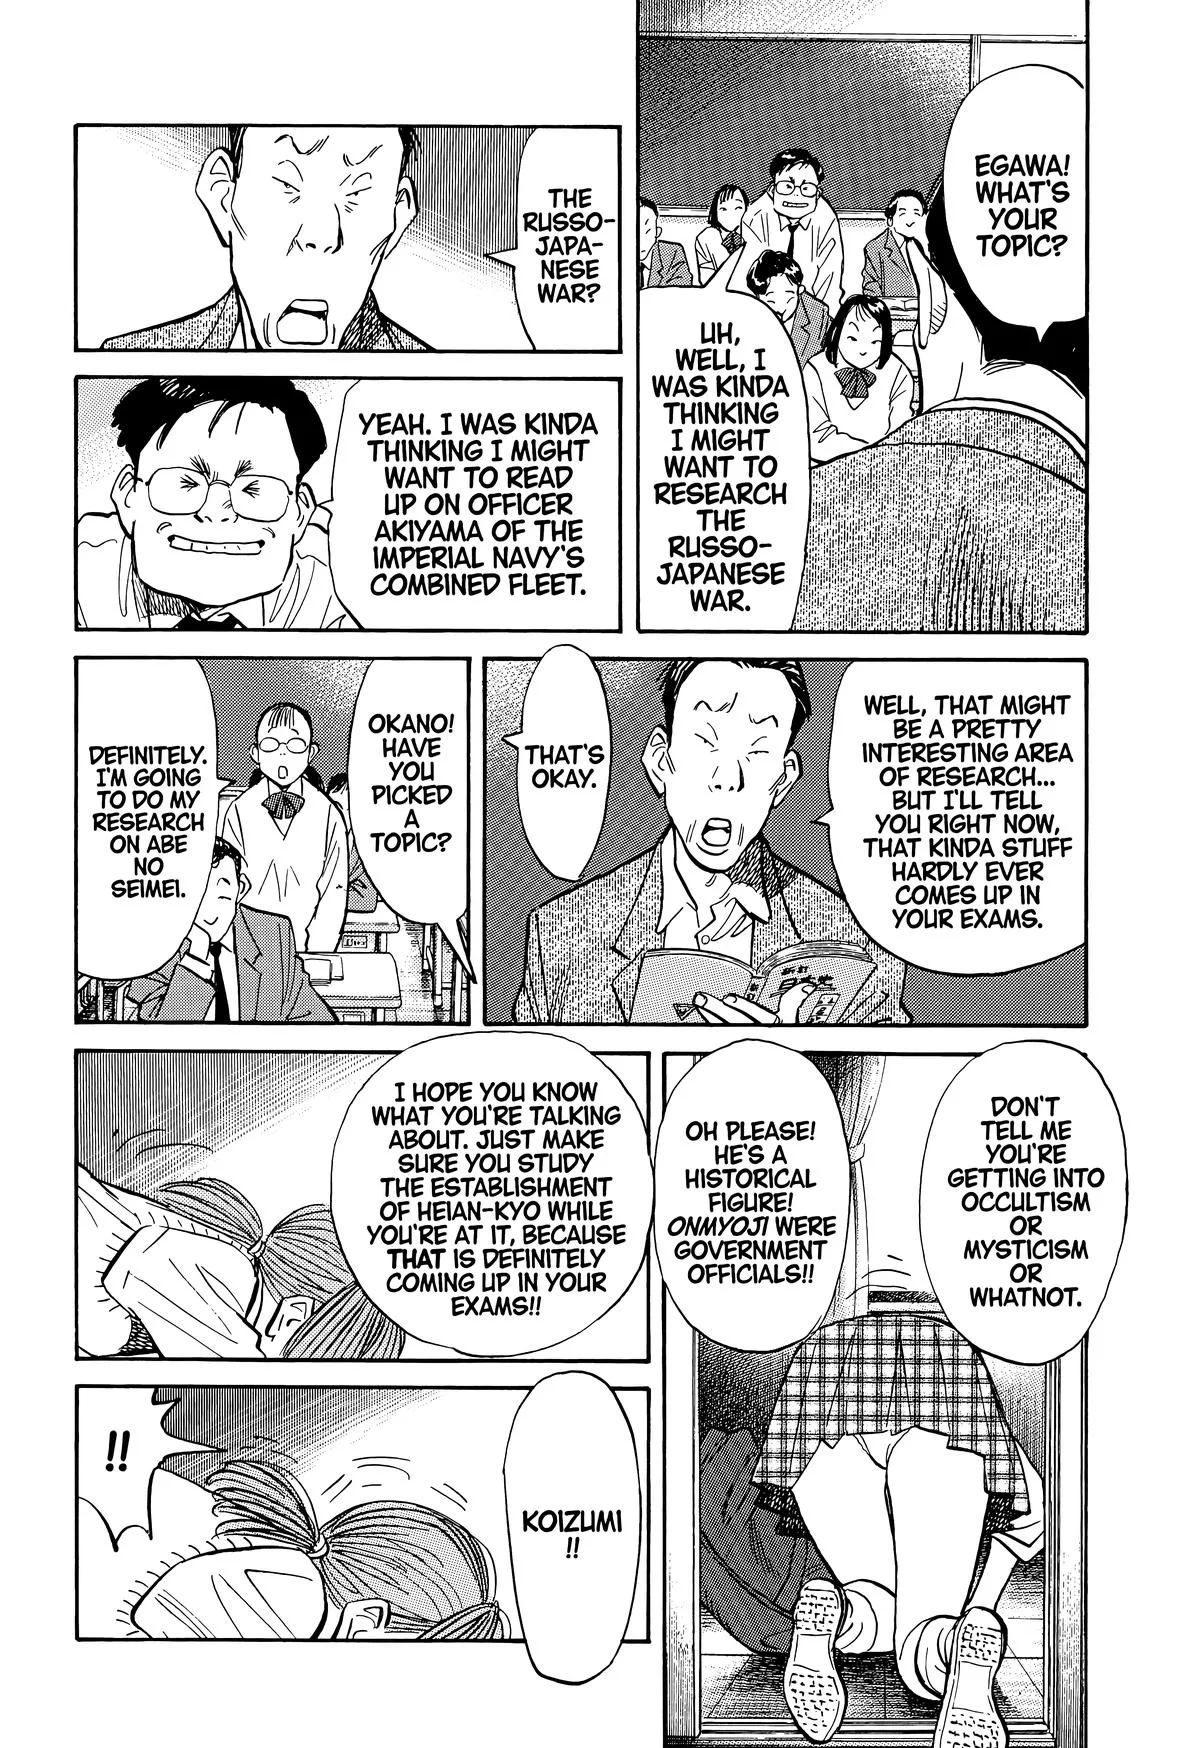 EGAWA!
WHAT'S
YOUR
TOPIC?
UH,
WELL, I
WAS KINDA
THINKING
I MIGHT
WANT TO
RESEARCH
THE
RUSSO-
JAPANESE
WAR.
THE
RUSSO-
JAPA-
NESE
WAR?
YEAH. I WAS KINDA
THINKING I MIGHT
WANT TO READ
UP ON OFFICER
AKIYAMA OF THE
IMPERIAL NAVY'S
COMBINED FLEET.
WELL, THAT MIGHT
BE A PRETTY
INTERESTING AREA
OF RESEARCH...
BUT I'LL TELL
YOU RIGHT NOW,
THAT KINDA STUFF
HARDLY EVER
COMES UP IN
YOUR EXAMS.
THAT'S
OKAY.
OKANO!
HAVE
YOU
PICKED
A
TOPIC?
DEFINITELY.
I'M GOING
TO DO MY
RESEARCH
ON ABE
NO
SEIMEI.
DON'T
TELL ME
YOU'RE
GETTING INTO
OCCULTISM
OR
MYSTICISM
OR
WHATNOT.
OH PLEASE!
HE'S A
HISTORICAL
FIGURE!
ONMYOJI WERE
GOVERNMENT
OFFICIALS!!
I HOPE YOU KNOW
WHAT YOU'RE TALKING
ABOUT. JUST MAKE
SURE YOU STUDY
THE ESTABLISHMENT
OF HEIAN-KYO WHILE
YOU'RE AT IT, BECAUSE
THAT IS DEFINITELY
COMING UP IN YOUR
EXAMS!!
KOIZUMI
!!
!!